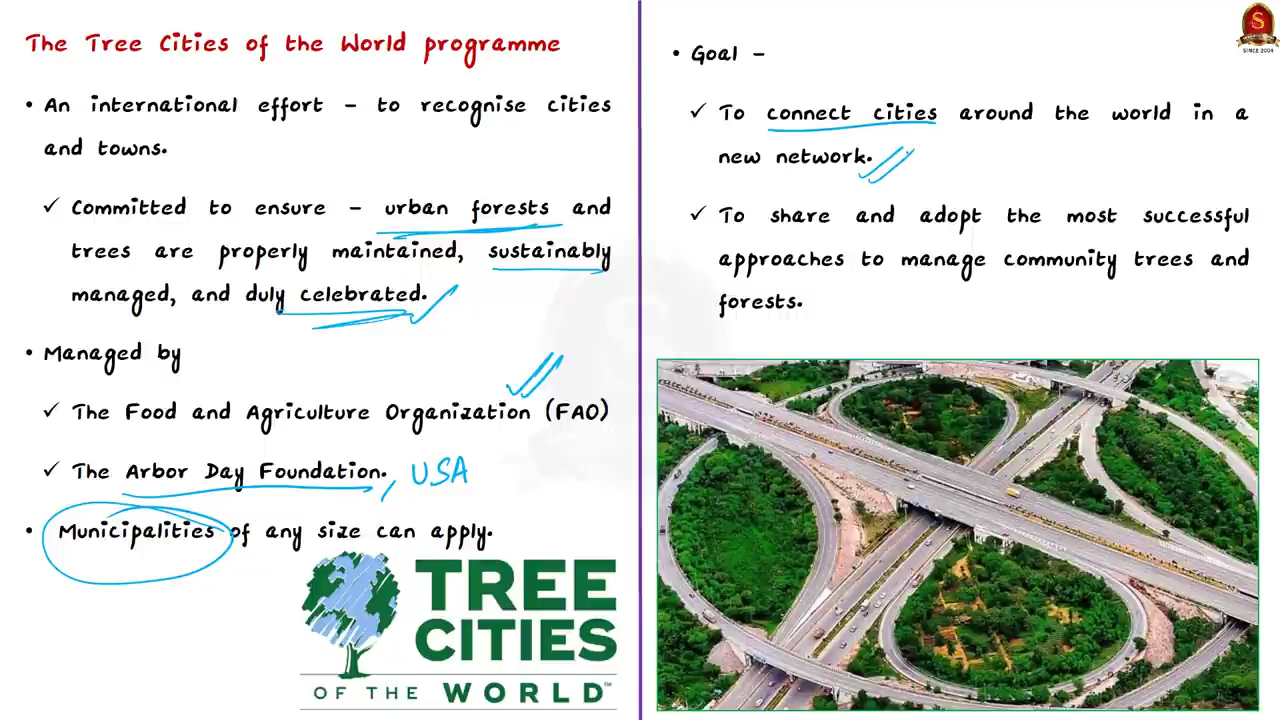 The Tree Cities of the World programme
• An international effort – to recognise cities
and towns.
✓ Committed to ensure – urban forests and
trees are properly maintained, sustainably
managed, and duly celebrated.
• Managed by
✓ The Food and Agriculture Organization (FAO)
✓ The Arbor Day Foundation. , USA
• Municipalities of any size can apply.
TREE
CITIES
OF THE WORLD™
• Goal –
✓ To connect cities around the world in a
new network.
✓ To share and adopt the most successful
approaches to manage community trees and
forests.
S
SINCE 2004